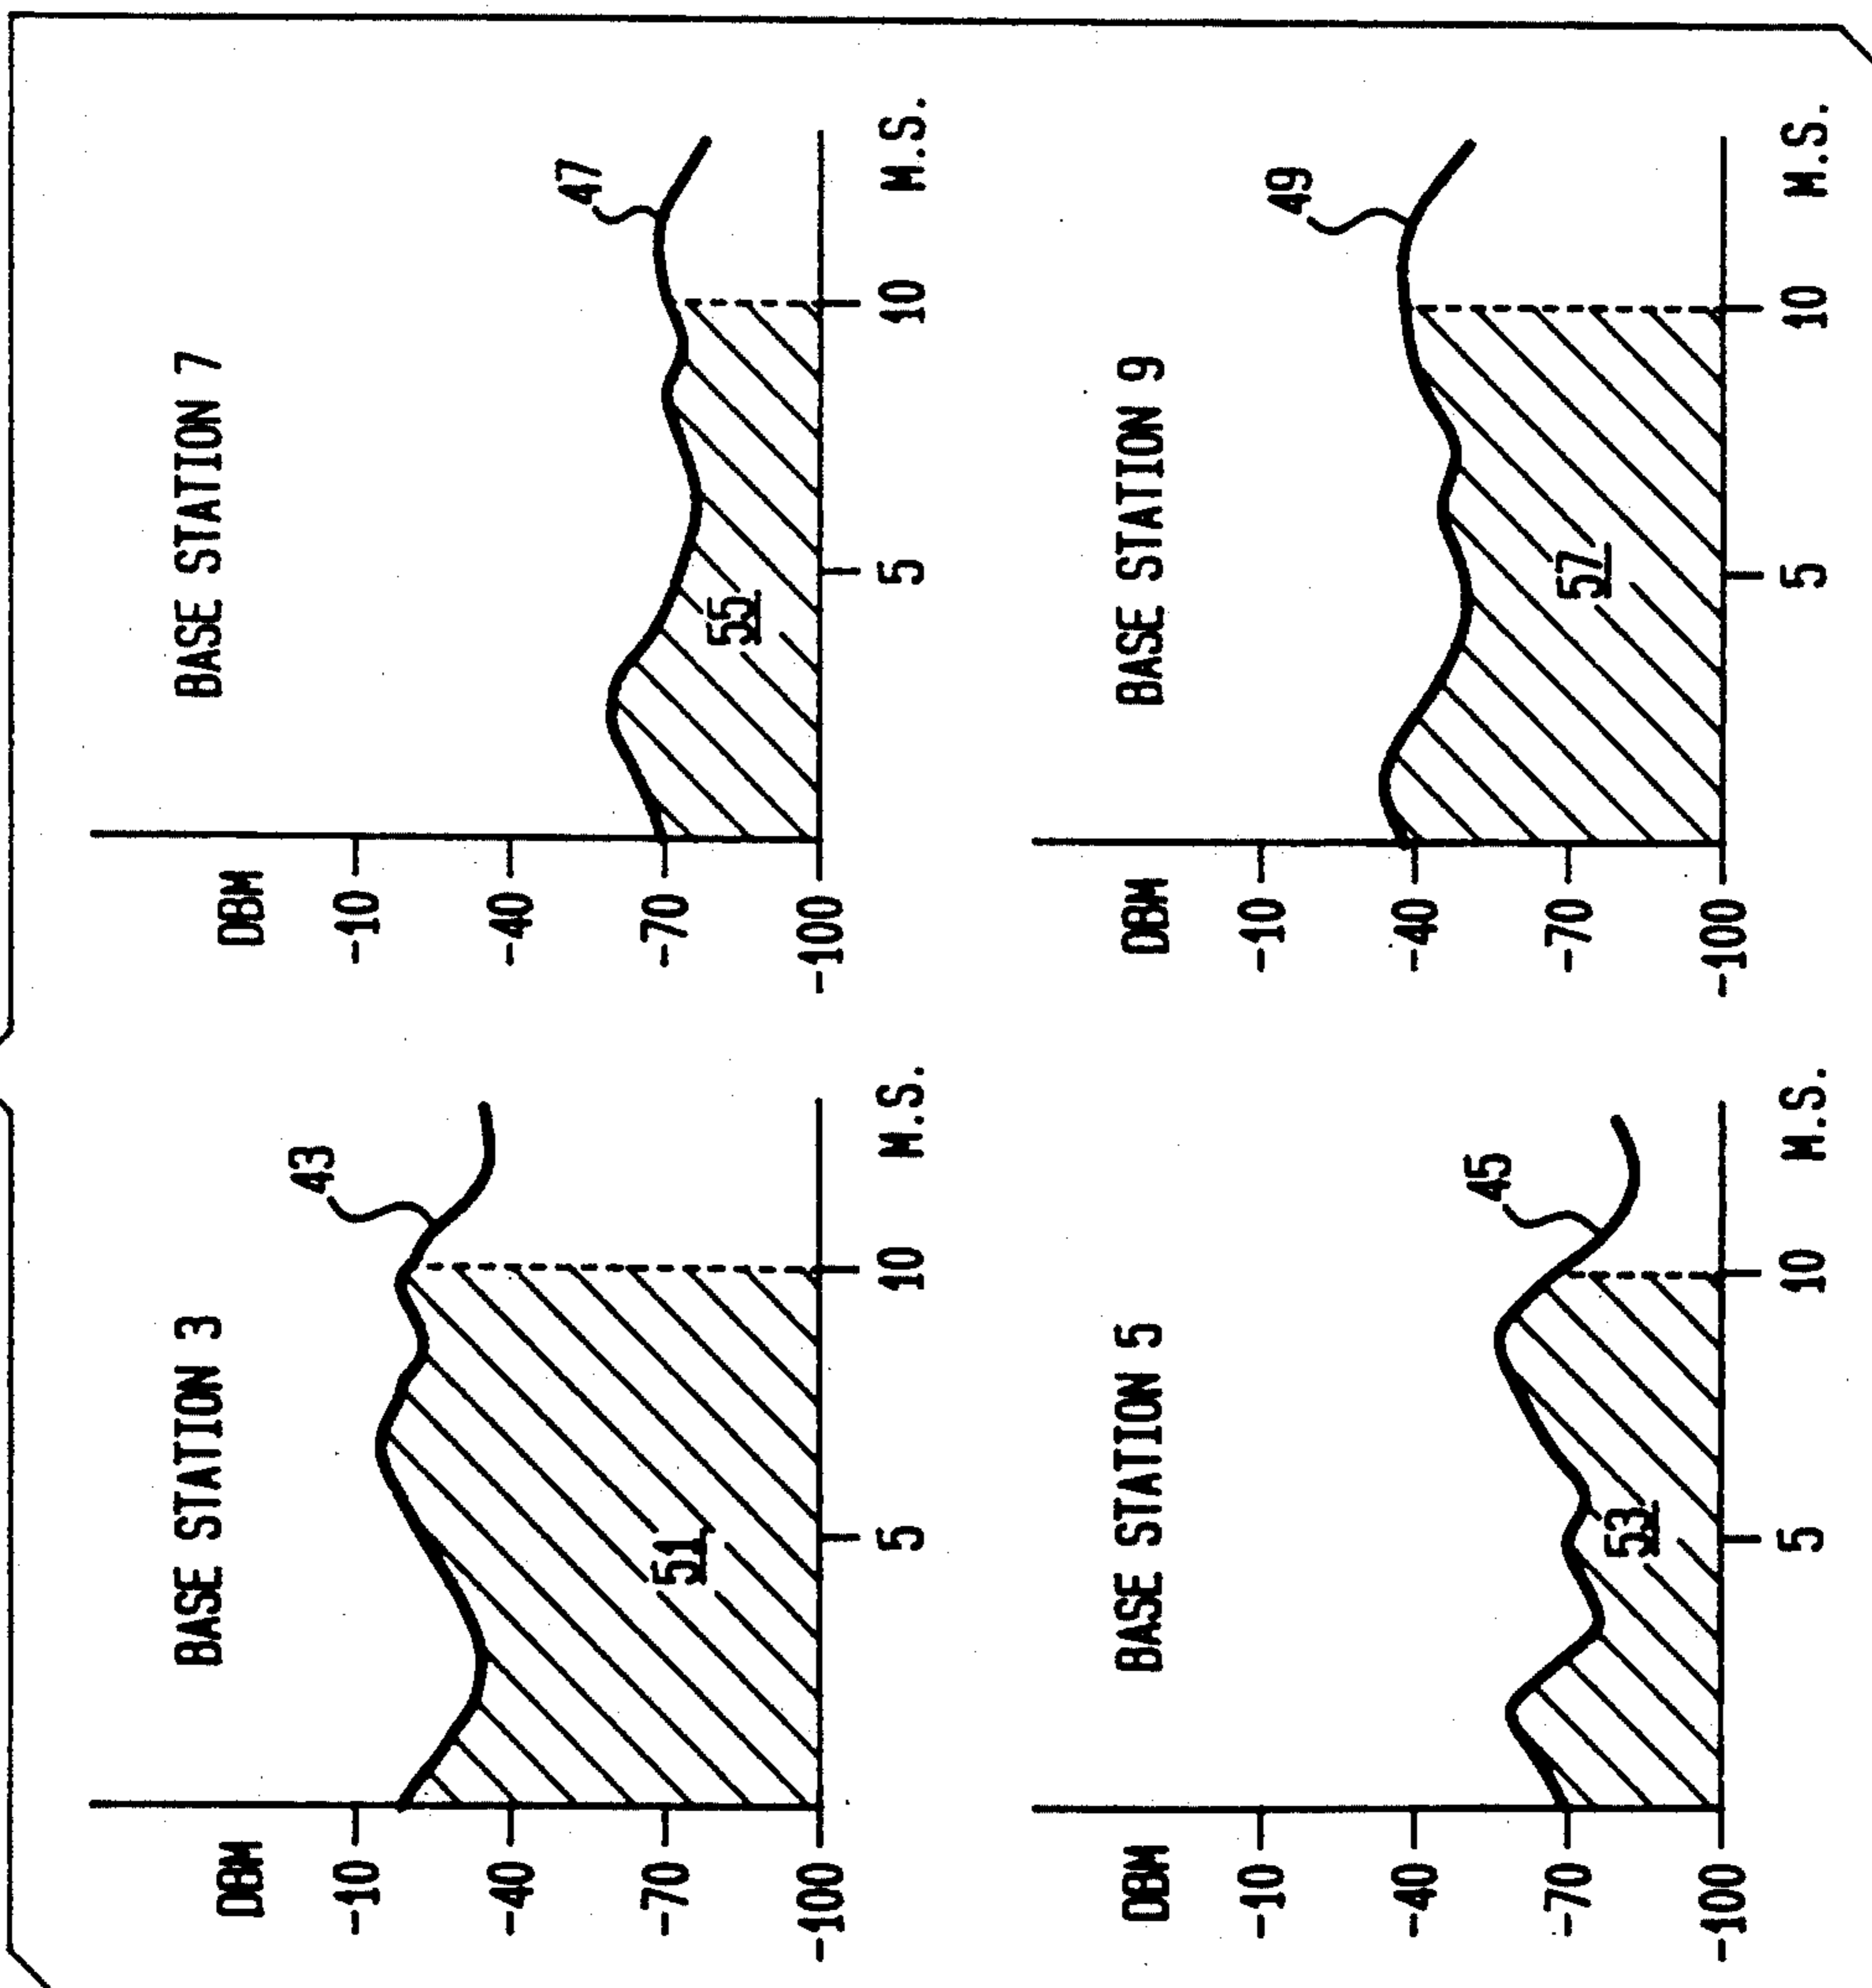 BASE STATION 3
DBM
-10
-40
-70
-100
43
51
5
10
M.S.
BASE STATION 7
DBM
-10
-40
-70
-100
47
55
5
10
M.S.
BASE STATION 5
DBM
-10
-40
-70
-100
45
53
5
10
M.S.
BASE STATION 9
DBM
-10
-40
-70
-100
49
57
5
10
M.S.